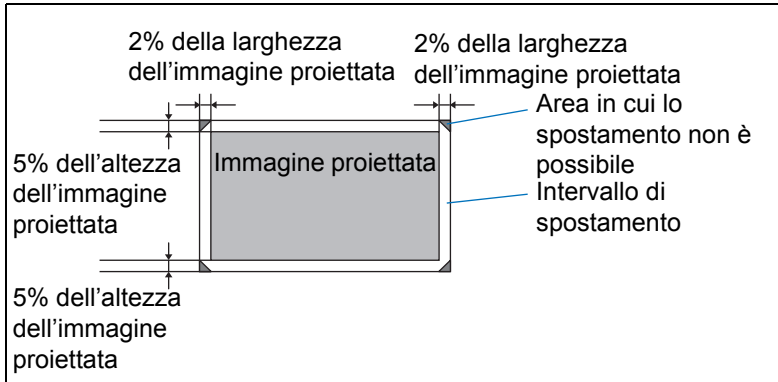 2% della larghezza
dell’immagine proiettata
2% della larghezza
dell’immagine proiettata
Area in cui lo
spostamento non è
possibile
5% dell’altezza
dell’immagine
proiettata
Immagine proiettata
Intervallo di
spostamento
5% dell’altezza
dell’immagine
proiettata